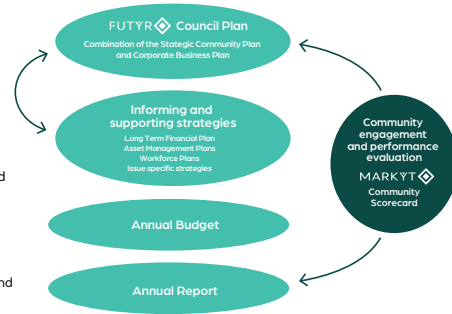 FUTYR Council Plan
Combination of the Stategic Community Plan
and Corporate Business Plan
Informing and
supporting strategies
Long Term Financial Plan
Asset Management Plans
Workforce Plans
Issue specific strategies
Annual Budget
Annual Report
Community
engagement
and performance
evaluation
MARKYT
Community
Scorecard